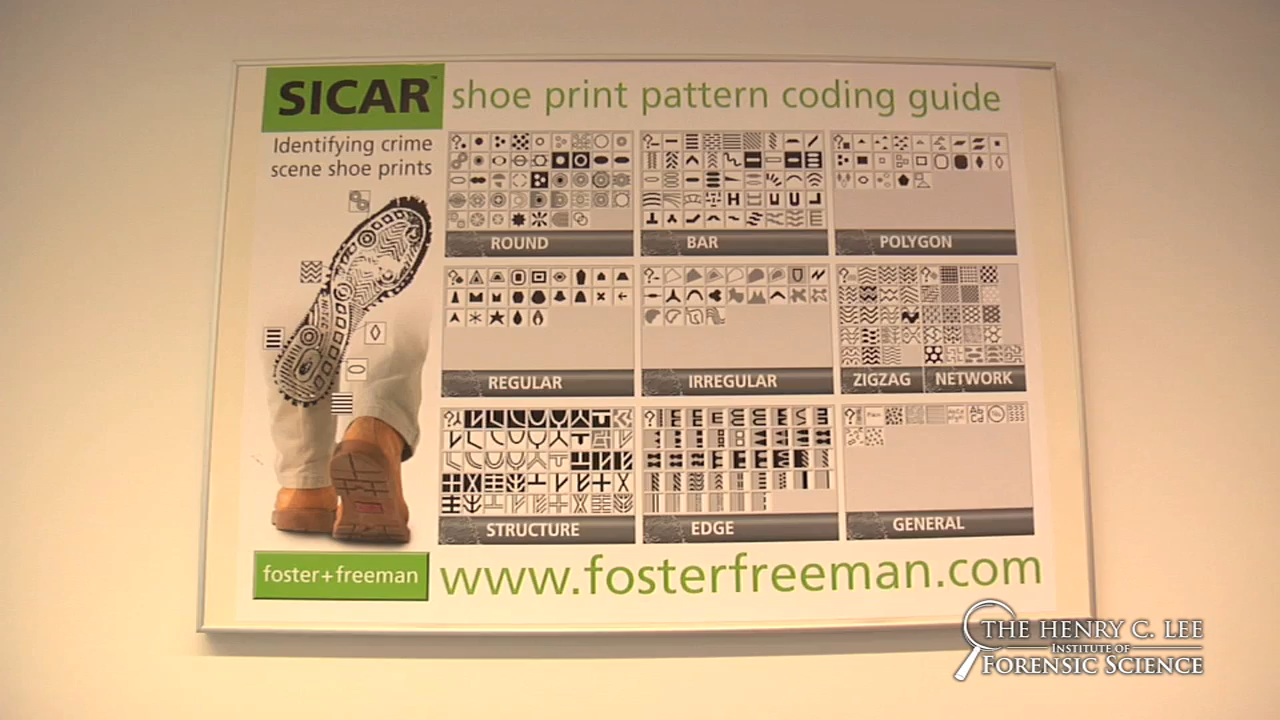 SICAR™ shoe print pattern coding guide
Identifying crime
scene shoe prints
ROUND BAR POLYGON
REGULAR IRREGULAR ZIGZAG NETWORK
STRUCTURE EDGE GENERAL
foster+freeman www.fosterfreeman.com
THE HENRY C. LEE
INSTITUTE OF
FORENSIC SCIENCE